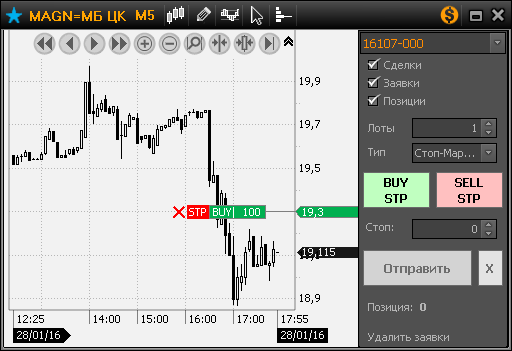 MAGN=МБ ЦК M5
16107-000
Сделки
Заявки
Позиции
Лоты 1
Тип Стоп-Мар...
BUY STP
SELL STP
Стоп: 0
Отправить X
Позиция: 0
Удалить заявки
19,9
19,7
19,5
STP BUY 100 19,3
19,115
18,9
12:25 14:00 15:00 16:00 17:00 17:55
28/01/16 28/01/16